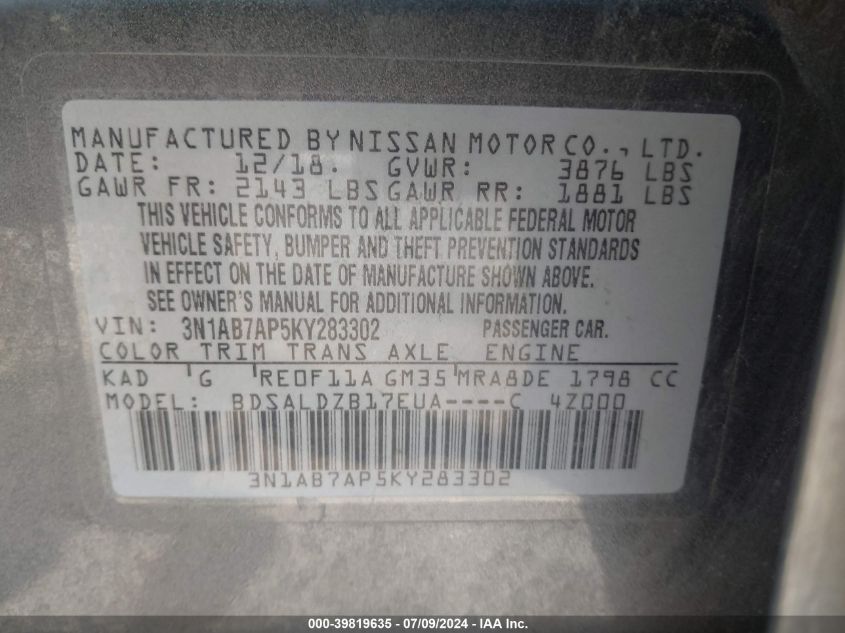 MANUFACTURED BY NISSAN MOTOR CO., LTD.
DATE: 12/18. GVWR: 3876 LBS
GAWR FR: 2143 LBS GAWR RR: 1881 LBS
THIS VEHICLE CONFORMS TO ALL APPLICABLE FEDERAL MOTOR
VEHICLE SAFETY, BUMPER AND THEFT PREVENTION STANDARDS
IN EFFECT ON THE DATE OF MANUFACTURE SHOWN ABOVE.
SEE OWNER'S MANUAL FOR ADDITIONAL INFORMATION.
VIN: 3N1AB7AP5KY283302 PASSENGER CAR.
COLOR TRIM TRANS AXLE ENGINE
KAD G RE0F11A GM35 MRA8DE 1798 CC
MODEL: BDSALDZB17EUA----C 4Z000
3N1AB7AP5KY283302
000-39819635 - 07/09/2024 - IAA Inc.